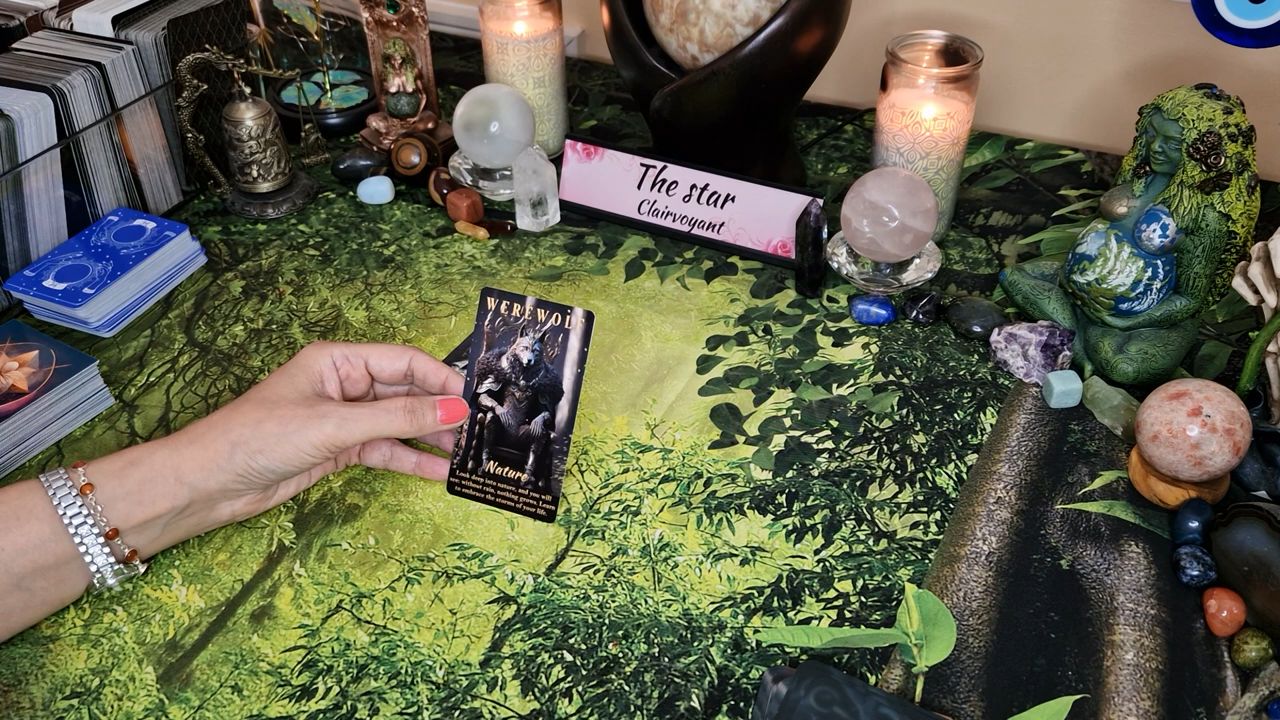 The star
Clairvoyant
WEREWOLF
Nature
Look deep into nature, and you will
see: without rain, nothing grows. Learn
to embrace the storms of your life.